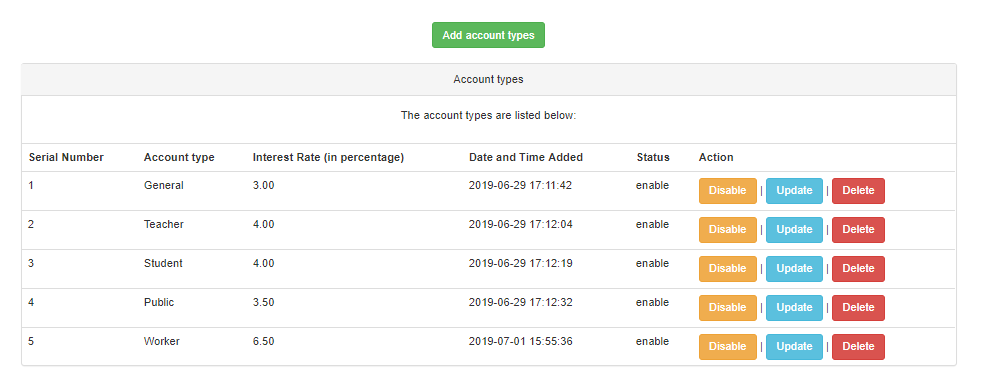 Add account types
Account types
The account types are listed below:
Serial Number Account type Interest Rate (in percentage) Date and Time Added Status Action
1 General 3.00 2019-06-29 17:11:42 enable Disable | Update | Delete
2 Teacher 4.00 2019-06-29 17:12:04 enable Disable | Update | Delete
3 Student 4.00 2019-06-29 17:12:19 enable Disable | Update | Delete
4 Public 3.50 2019-06-29 17:12:32 enable Disable | Update | Delete
5 Worker 6.50 2019-07-01 15:55:36 enable Disable | Update | Delete